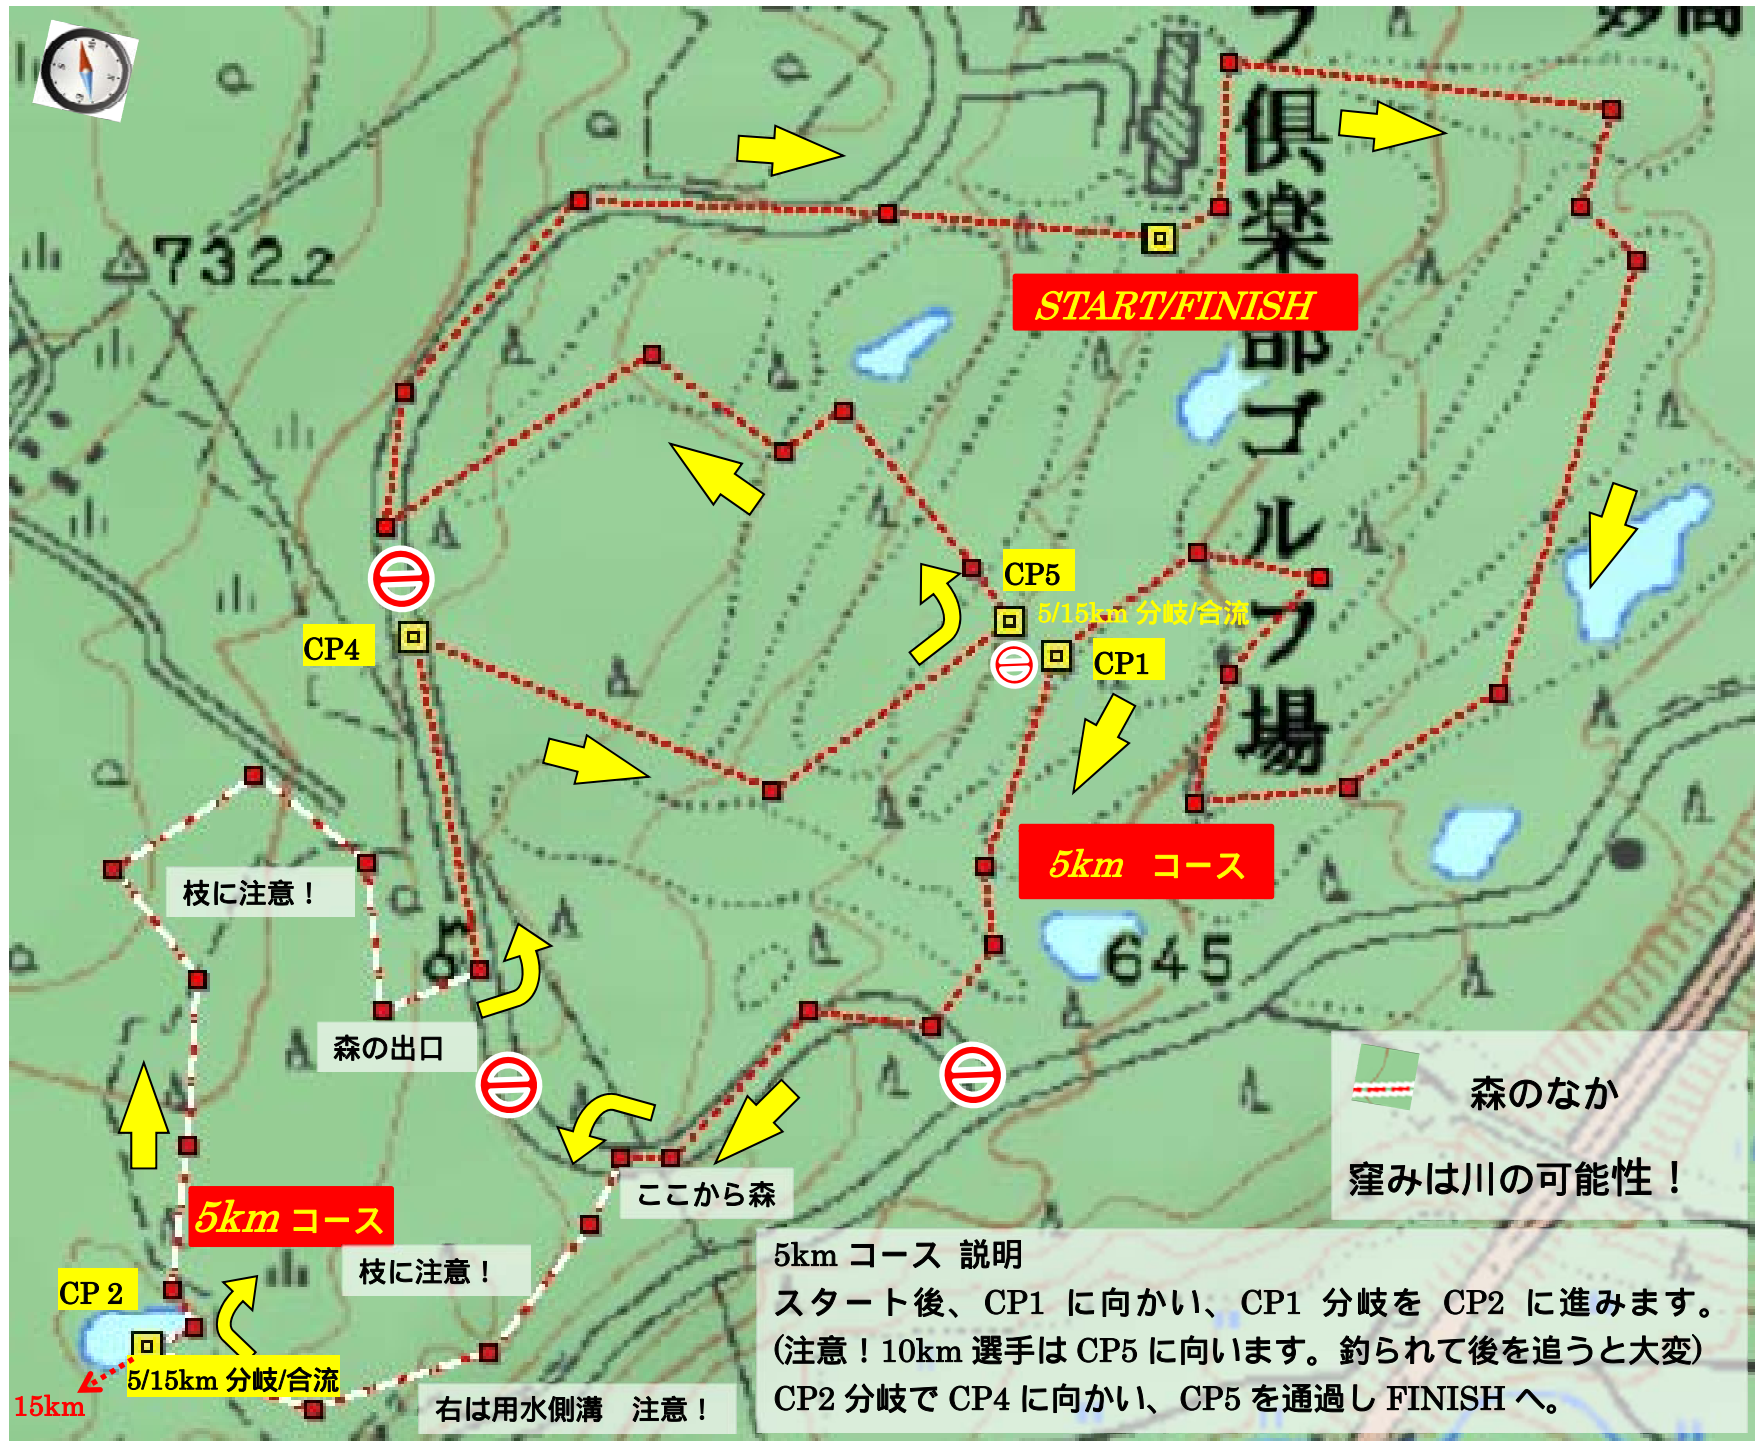 妙高
732.2
倶楽部ゴルフ場
START/FINISH
CP5
5/15km 分岐/合流
CP4
CP1
5km コース
枝に注意！
645
森の出口
森のなか
窪みは川の可能性！
ここから森
5km コース
枝に注意！
CP 2
5/15km 分岐/合流
15km
右は用水側溝　注意！
5km コース 説明
スタート後、CP1 に向かい、CP1 分岐を CP2 に進みます。
(注意！10km 選手は CP5 に向います。釣られて後を追うと大変)
CP2 分岐で CP4 に向かい、CP5 を通過し FINISH へ。